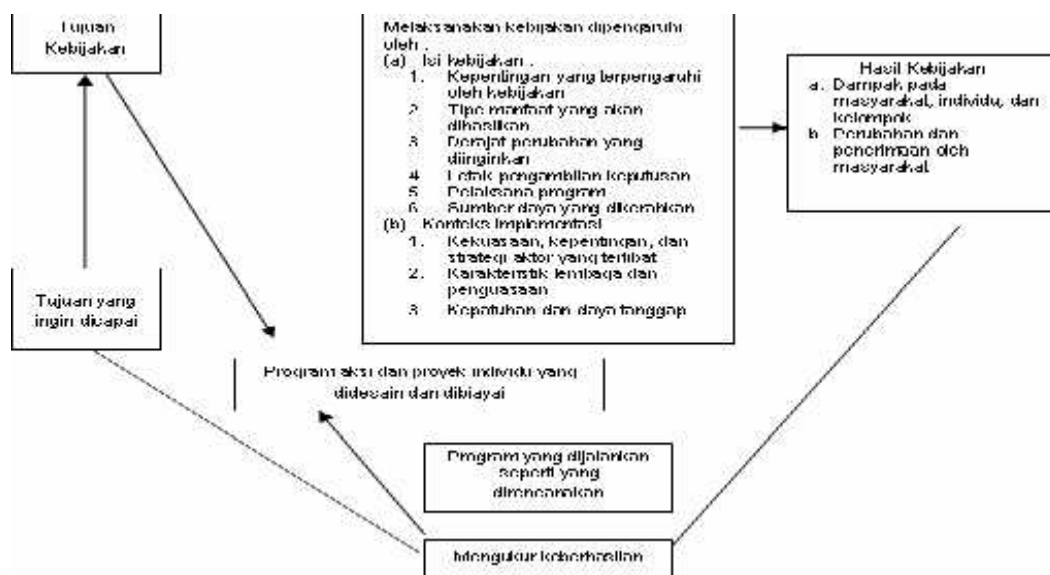 Tujuan
Kebijakan
Melaksanakan kebijakan dipengaruhi
oleh :
(a) Isi kebijakan :
1. Kepentingan yang terpengaruhi
oleh kebijakan
2. Tipe manfaat yang akan
dihasilkan
3. Derajat perubahan yang
diinginkan
4. Letak pengambilan keputusan
5. Pelaksana program
6. Sumber daya yang dikerahkan
(b) Konteks implementasi
1. Kekuasaan, kepentingan, dan
strategi aktor yang terlibat
2. Karakteristik lembaga dan
penguasaan
3. Kepatuhan dan daya tanggap
Hasil Kebijakan
a. Dampak pada
masyarakat, individu, dan
kelompok
b. Perubahan dan
penerimaan oleh
masyarakat
Tujuan yang
ingin dicapai
Program aksi dan proyek individu yang
didesain dan dibiayai
Program yang dijalankan
seperti yang
direncanakan
Mengukur keberhasilan